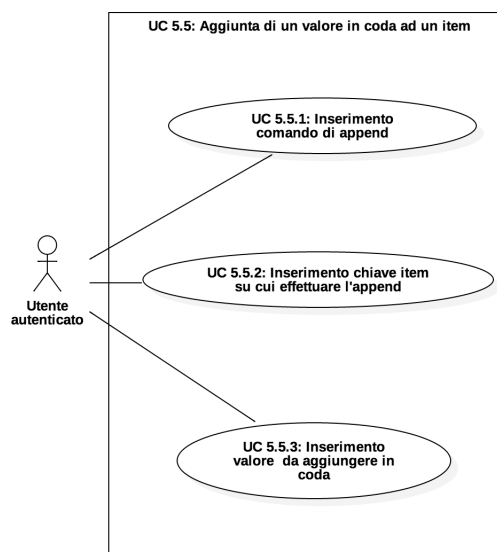 UC 5.5: Aggiunta di un valore in coda ad un item
UC 5.5.1: Inserimento
comando di append
UC 5.5.2: Inserimento chiave item
su cui effettuare l'append
Utente
autenticato
UC 5.5.3: Inserimento
valore  da aggiungere in
coda